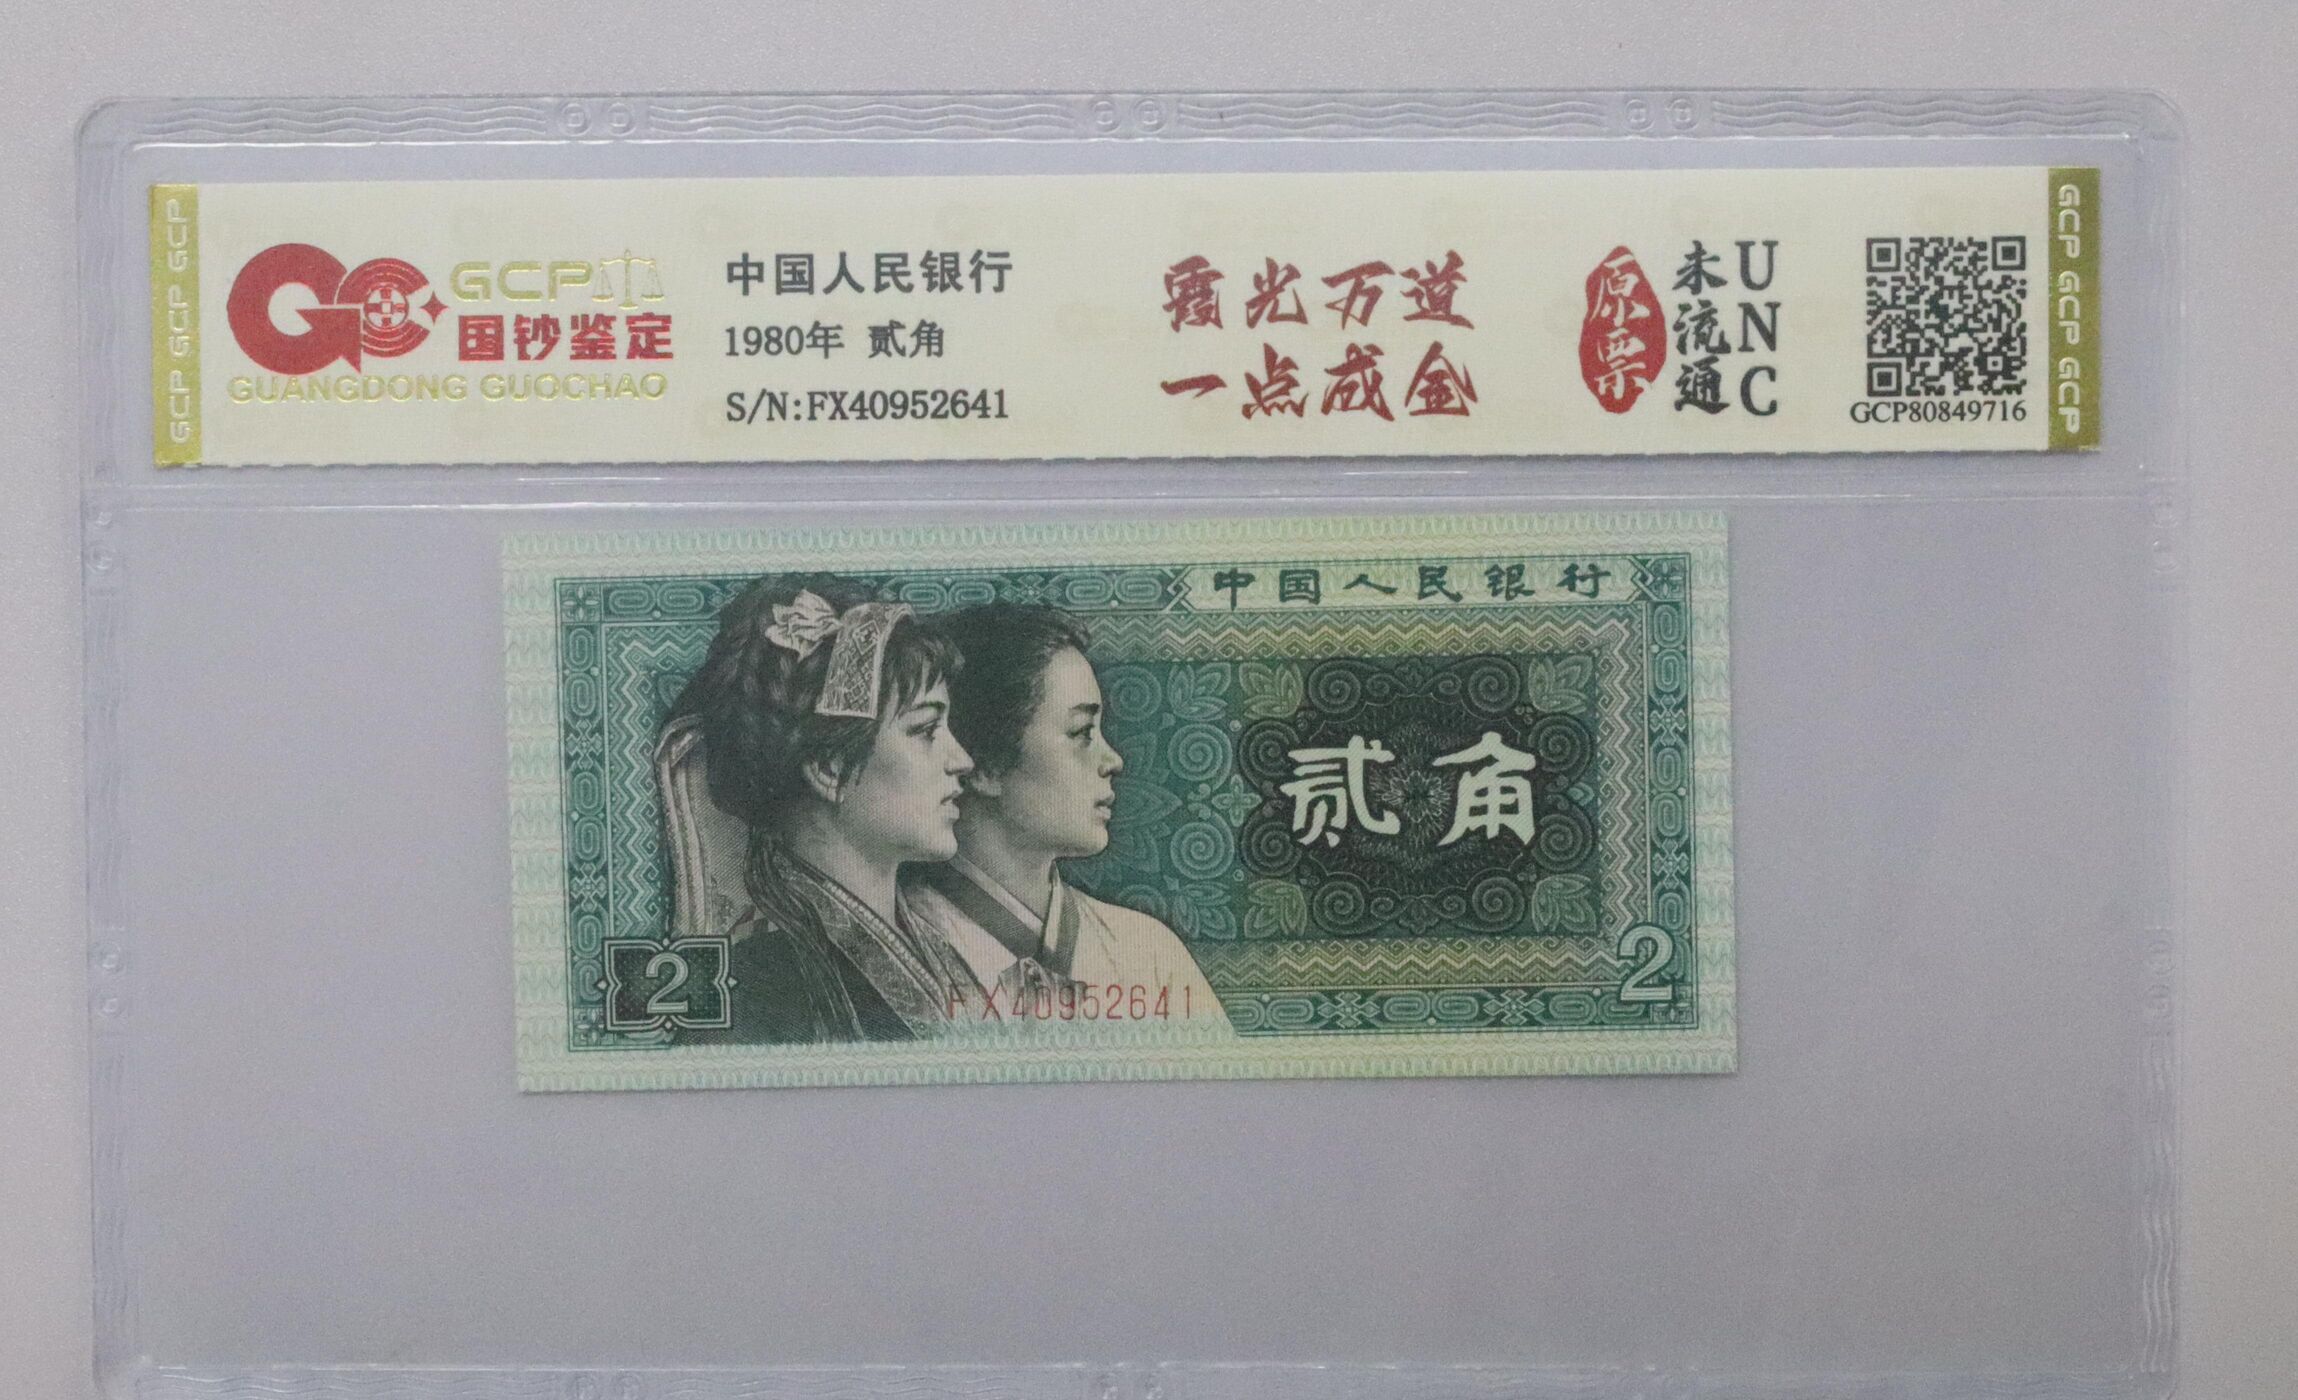 GCP GCP GCP
GCP
国钞鉴定
GUANGDONG GUOCHAO
中国人民银行
1980年 贰角
S/N:FX40952641
霞光万道
一点成金
原票
未流通
UNC
GCP80849716
GCP GCP GCP
中国人民银行
贰角
2
2
FX40952641